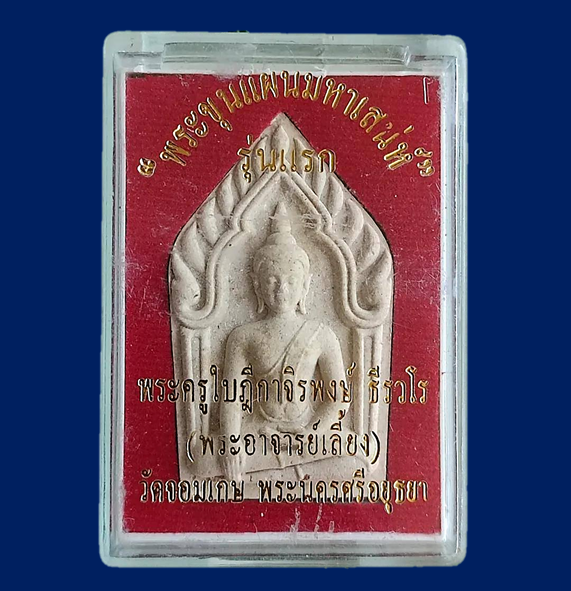 พระขุนแผนมหาเสน่ห์
รุ่นแรก
พระครูใบฎีกาจิรพงษ์ ธีรวโร
(พระอาจารย์เลี้ยง)
วัดจอมเกษ พระนครศรีอยุธยา